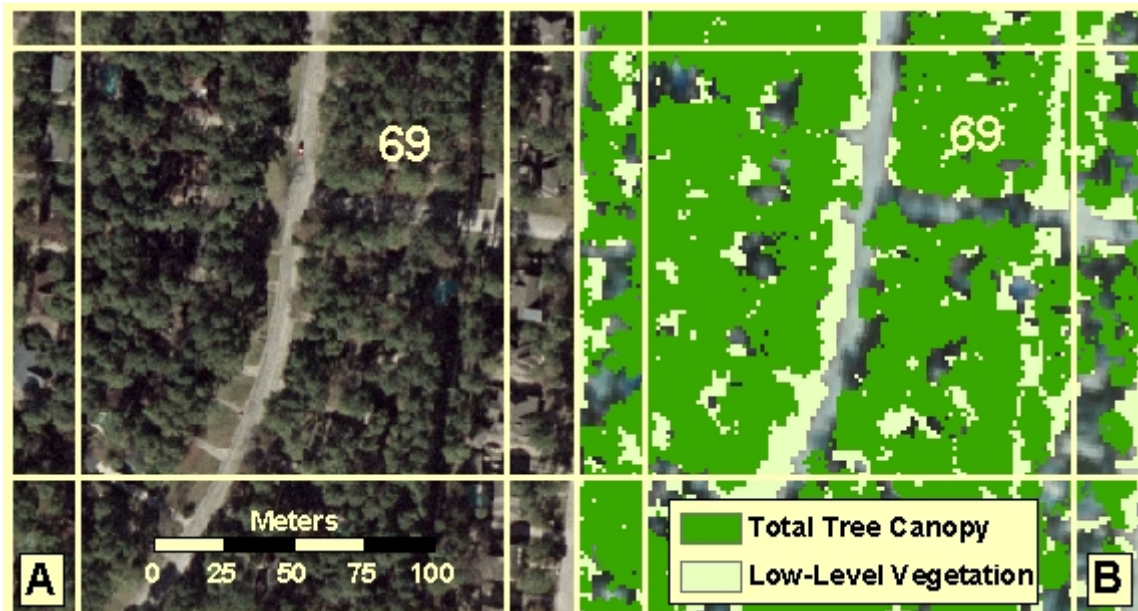 69
69
Meters
0 25 50 75 100
A
Total Tree Canopy
Low-Level Vegetation
B